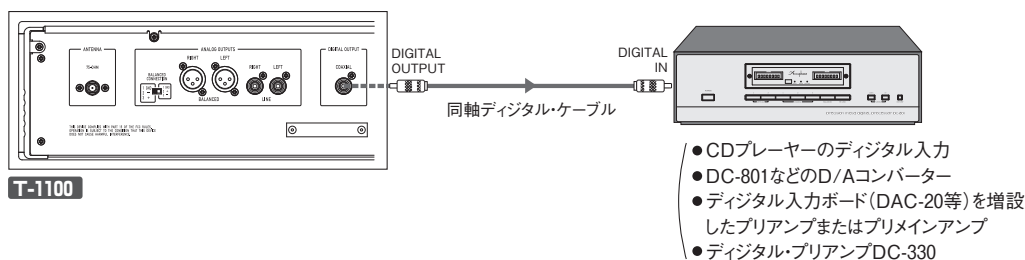 ANTENNA
75-OHM
ANALOG OUTPUTS
RIGHT
LEFT
RIGHT
LEFT
BALANCED
CONNECTION
BALANCED
LINE
DIGITAL OUTPUT
COAXIAL
DIGITAL
OUTPUT
DIGITAL
IN
同軸ディジタル・ケーブル
Accuphase
T-1100
●CDプレーヤーのディジタル入力
●DC-801などのD/Aコンバーター
●ディジタル入力ボード（DAC-20等）を増設
したプリアンプまたはプリメインアンプ
●ディジタル・プリアンプDC-330